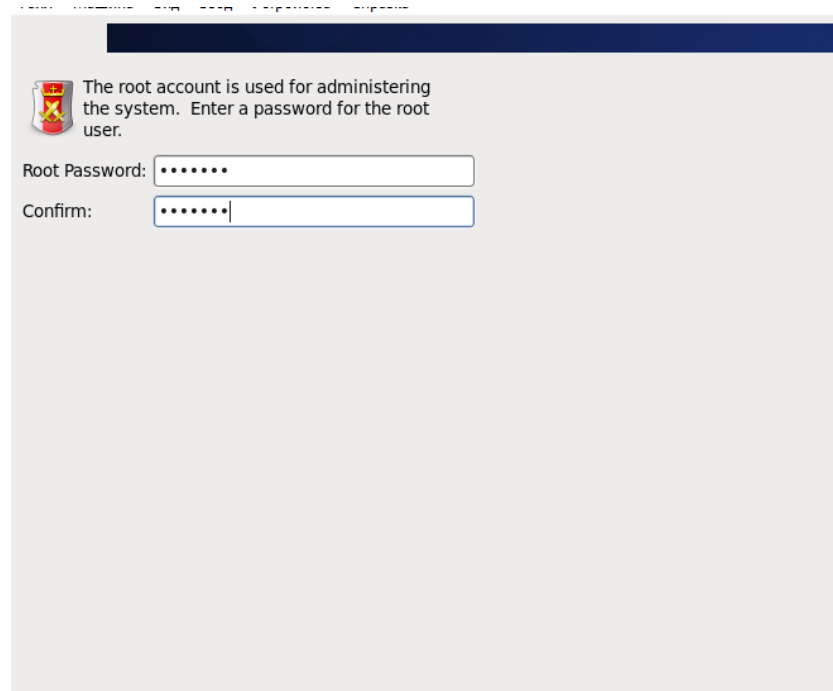 The root account is used for administering
the system.  Enter a password for the root
user.
Root Password: •••••••
Confirm: •••••••